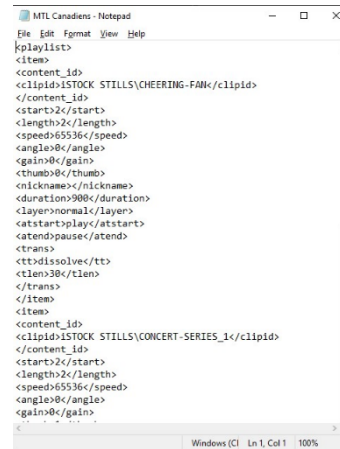 MTL Canadiens - Notepad
File Edit Format View Help
<playlist>
<item>
<content_id>
<clipid>iSTOCK STILLS\CHEERING-FAN</clipid>
</content_id>
<start>2</start>
<length>2</length>
<speed>65536</speed>
<angle>0</angle>
<gain>0</gain>
<thumb>0</thumb>
<nickname></nickname>
<duration>900</duration>
<layer>normal</layer>
<atstart>play</atstart>
<atend>pause</atend>
<trans>
<tt>dissolve</tt>
<tlen>30</tlen>
</trans>
</item>
<item>
<content_id>
<clipid>iSTOCK STILLS\CONCERT-SERIES_1</clipid>
</content_id>
<start>2</start>
<length>2</length>
<speed>65536</speed>
<angle>0</angle>
<gain>0</gain>
Windows (Cl Ln 1, Col 1 100%